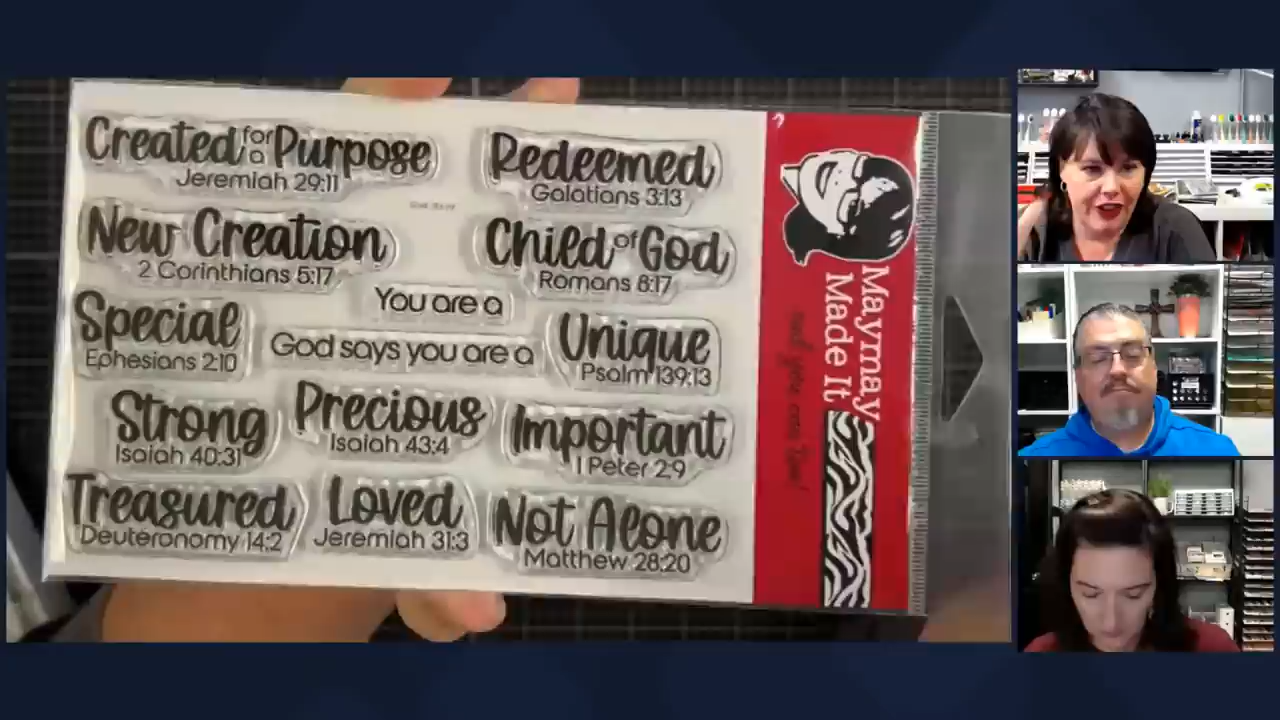 Created for a Purpose
Jeremiah 29:11
Redeemed
Galatians 3:13
New Creation
2 Corinthians 5:17
Child of God
Romans 8:17
You are a
Special
Ephesians 2:10
God says you are a
Unique
Psalm 139:13
Strong
Isaiah 40:31
Precious
Isaiah 43:4
Important
1 Peter 2:9
Treasured
Deuteronomy 14:2
Loved
Jeremiah 31:3
Not Alone
Matthew 28:20
Maymay
Made It